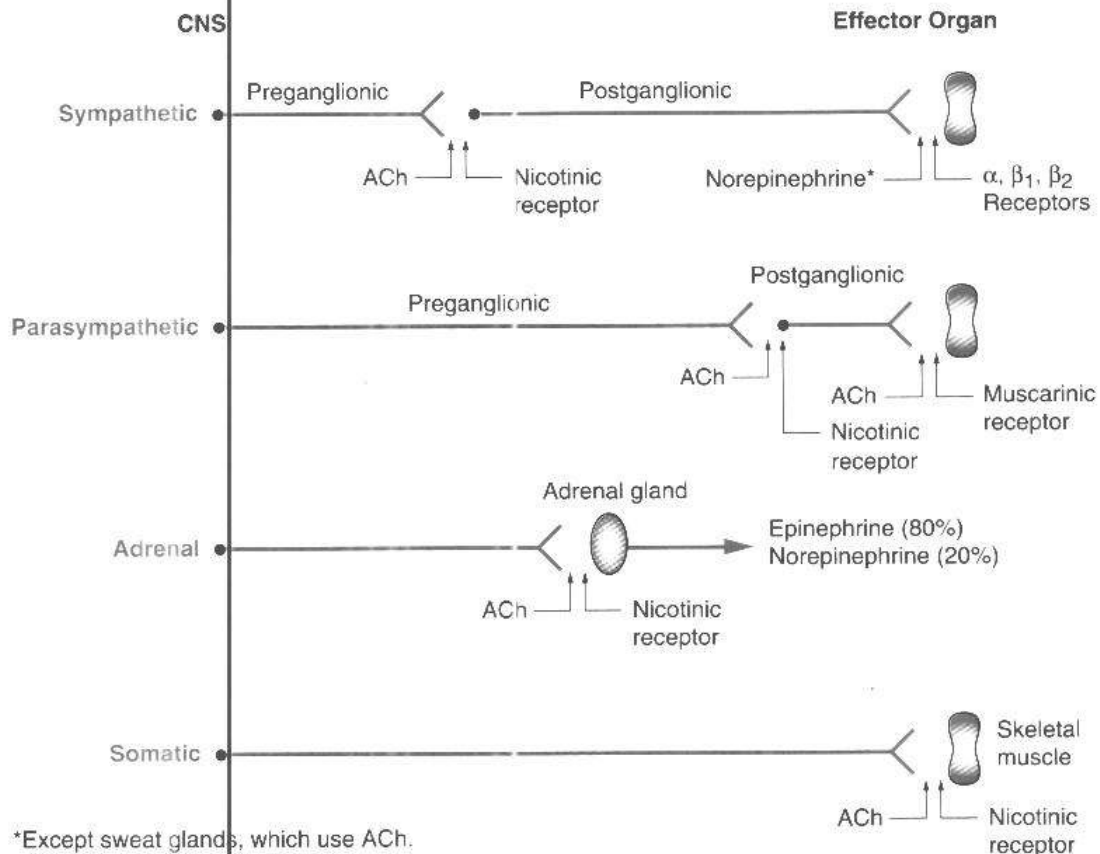 CNS
Effector Organ
Sympathetic
Preganglionic
Postganglionic
ACh
Nicotinic
receptor
Norepinephrine*
α, β1, β2
Receptors
Parasympathetic
Preganglionic
Postganglionic
ACh
Nicotinic
receptor
ACh
Muscarinic
receptor
Adrenal
Adrenal gland
Epinephrine (80%)
Norepinephrine (20%)
ACh
Nicotinic
receptor
Somatic
Skeletal
muscle
ACh
Nicotinic
receptor
*Except sweat glands, which use ACh.